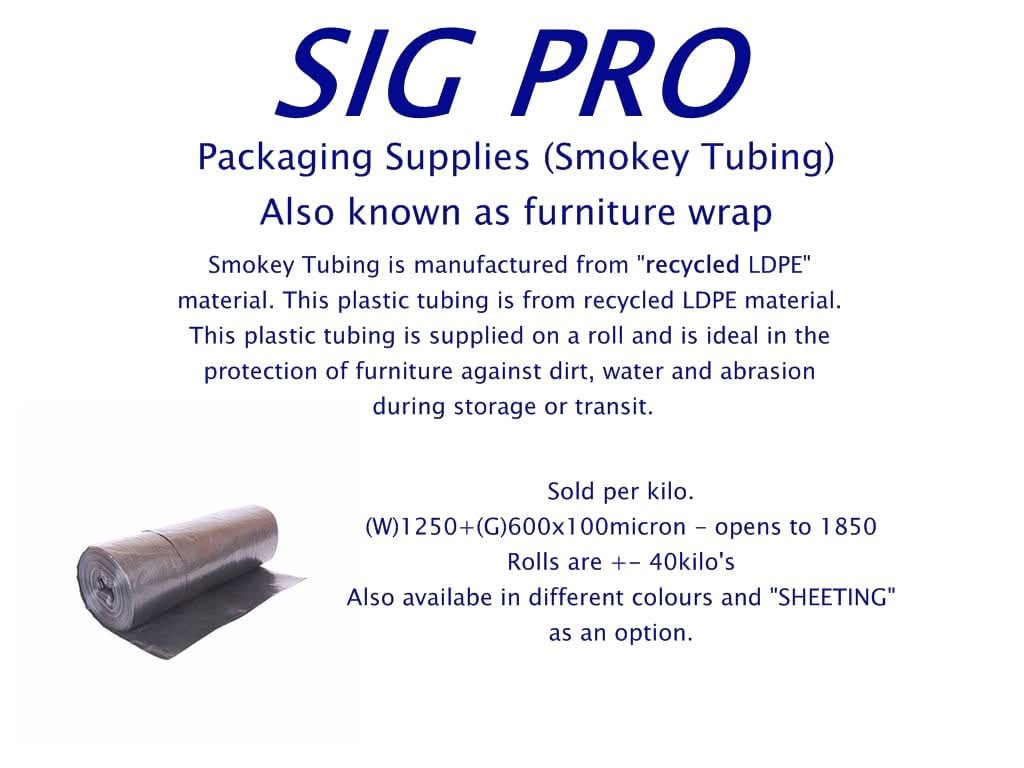 SIG PRO
Packaging Supplies (Smokey Tubing)
Also known as furniture wrap
Smokey Tubing is manufactured from "recycled LDPE"
material. This plastic tubing is from recycled LDPE material.
This plastic tubing is supplied on a roll and is ideal in the
protection of furniture against dirt, water and abrasion
during storage or transit.
Sold per kilo.
(W)1250+(G)600x100micron - opens to 1850
Rolls are +- 40kilo's
Also availabe in different colours and "SHEETING"
as an option.